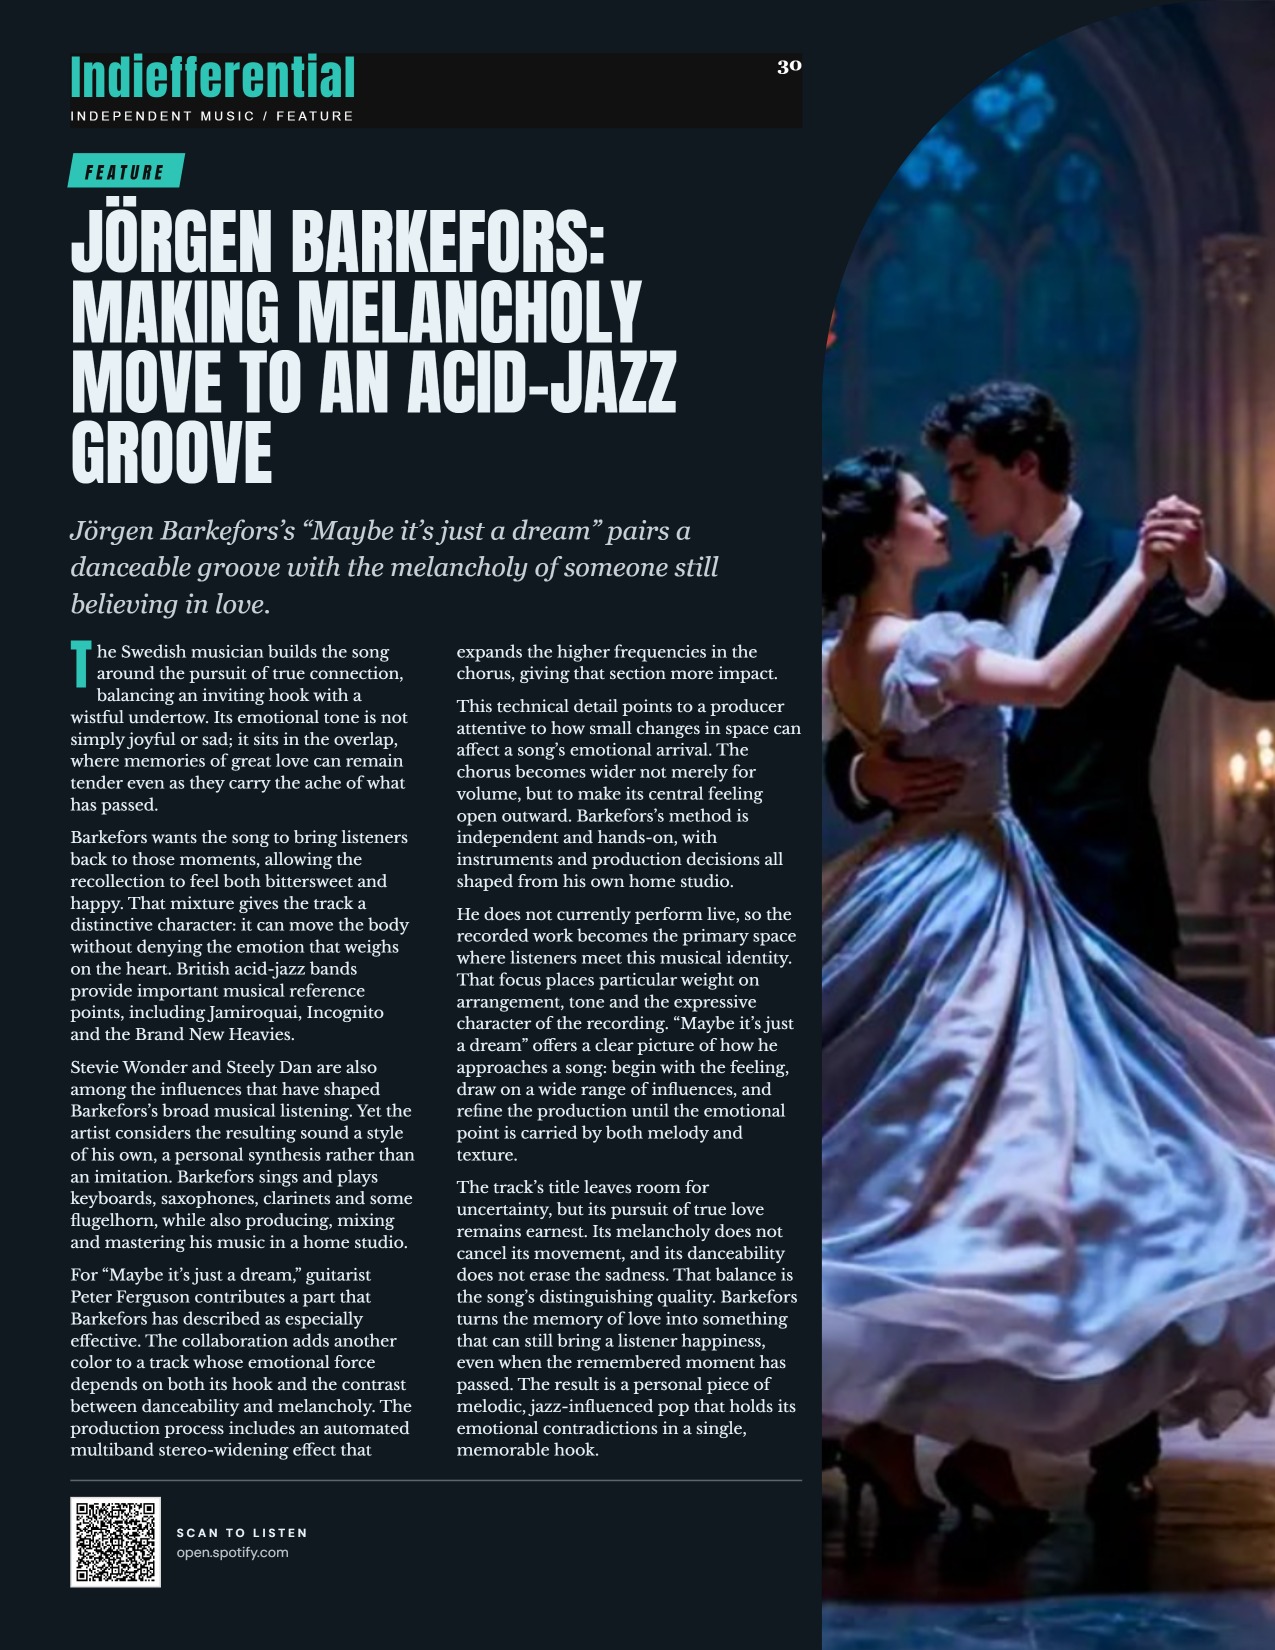 Indiefferential
30
INDEPENDENT MUSIC / FEATURE
FEATURE
JÖRGEN BARKEFORS:
MAKING MELANCHOLY
MOVE TO AN ACID-JAZZ
GROOVE
Jörgen Barkefors’s “Maybe it’s just a dream” pairs a
danceable groove with the melancholy of someone still
believing in love.
The Swedish musician builds the song
around the pursuit of true connection,
balancing an inviting hook with a
wistful undertow. Its emotional tone is not
simply joyful or sad; it sits in the overlap,
where memories of great love can remain
tender even as they carry the ache of what
has passed.
Barkefors wants the song to bring listeners
back to those moments, allowing the
recollection to feel both bittersweet and
happy. That mixture gives the track a
distinctive character: it can move the body
without denying the emotion that weighs
on the heart. British acid-jazz bands
provide important musical reference
points, including Jamiroquai, Incognito
and the Brand New Heavies.
Stevie Wonder and Steely Dan are also
among the influences that have shaped
Barkefors’s broad musical listening. Yet the
artist considers the resulting sound a style
of his own, a personal synthesis rather than
an imitation. Barkefors sings and plays
keyboards, saxophones, clarinets and some
flugelhorn, while also producing, mixing
and mastering his music in a home studio.
For “Maybe it’s just a dream,” guitarist
Peter Ferguson contributes a part that
Barkefors has described as especially
effective. The collaboration adds another
color to a track whose emotional force
depends on both its hook and the contrast
between danceability and melancholy. The
production process includes an automated
multiband stereo-widening effect that
expands the higher frequencies in the
chorus, giving that section more impact.
This technical detail points to a producer
attentive to how small changes in space can
affect a song’s emotional arrival. The
chorus becomes wider not merely for
volume, but to make its central feeling
open outward. Barkefors’s method is
independent and hands-on, with
instruments and production decisions all
shaped from his own home studio.
He does not currently perform live, so the
recorded work becomes the primary space
where listeners meet this musical identity.
That focus places particular weight on
arrangement, tone and the expressive
character of the recording. “Maybe it’s just
a dream” offers a clear picture of how he
approaches a song: begin with the feeling,
draw on a wide range of influences, and
refine the production until the emotional
point is carried by both melody and
texture.
The track’s title leaves room for
uncertainty, but its pursuit of true love
remains earnest. Its melancholy does not
cancel its movement, and its danceability
does not erase the sadness. That balance is
the song’s distinguishing quality. Barkefors
turns the memory of love into something
that can still bring a listener happiness,
even when the remembered moment has
passed. The result is a personal piece of
melodic, jazz-influenced pop that holds its
emotional contradictions in a single,
memorable hook.
SCAN TO LISTEN
open.spotify.com